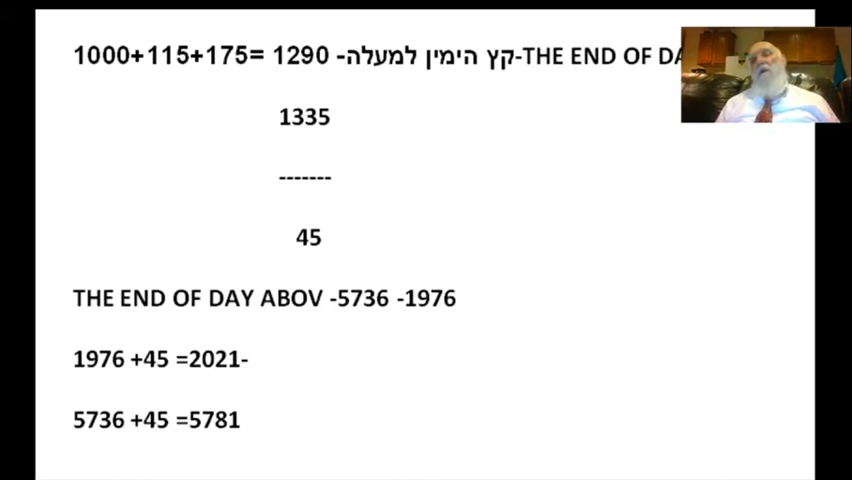 1000+115+175= 1290 -קץ הימין למעלה-THE END OF
1335
-------
45
THE END OF DAY ABOV -5736 -1976
1976 +45 =2021-
5736 +45 =5781